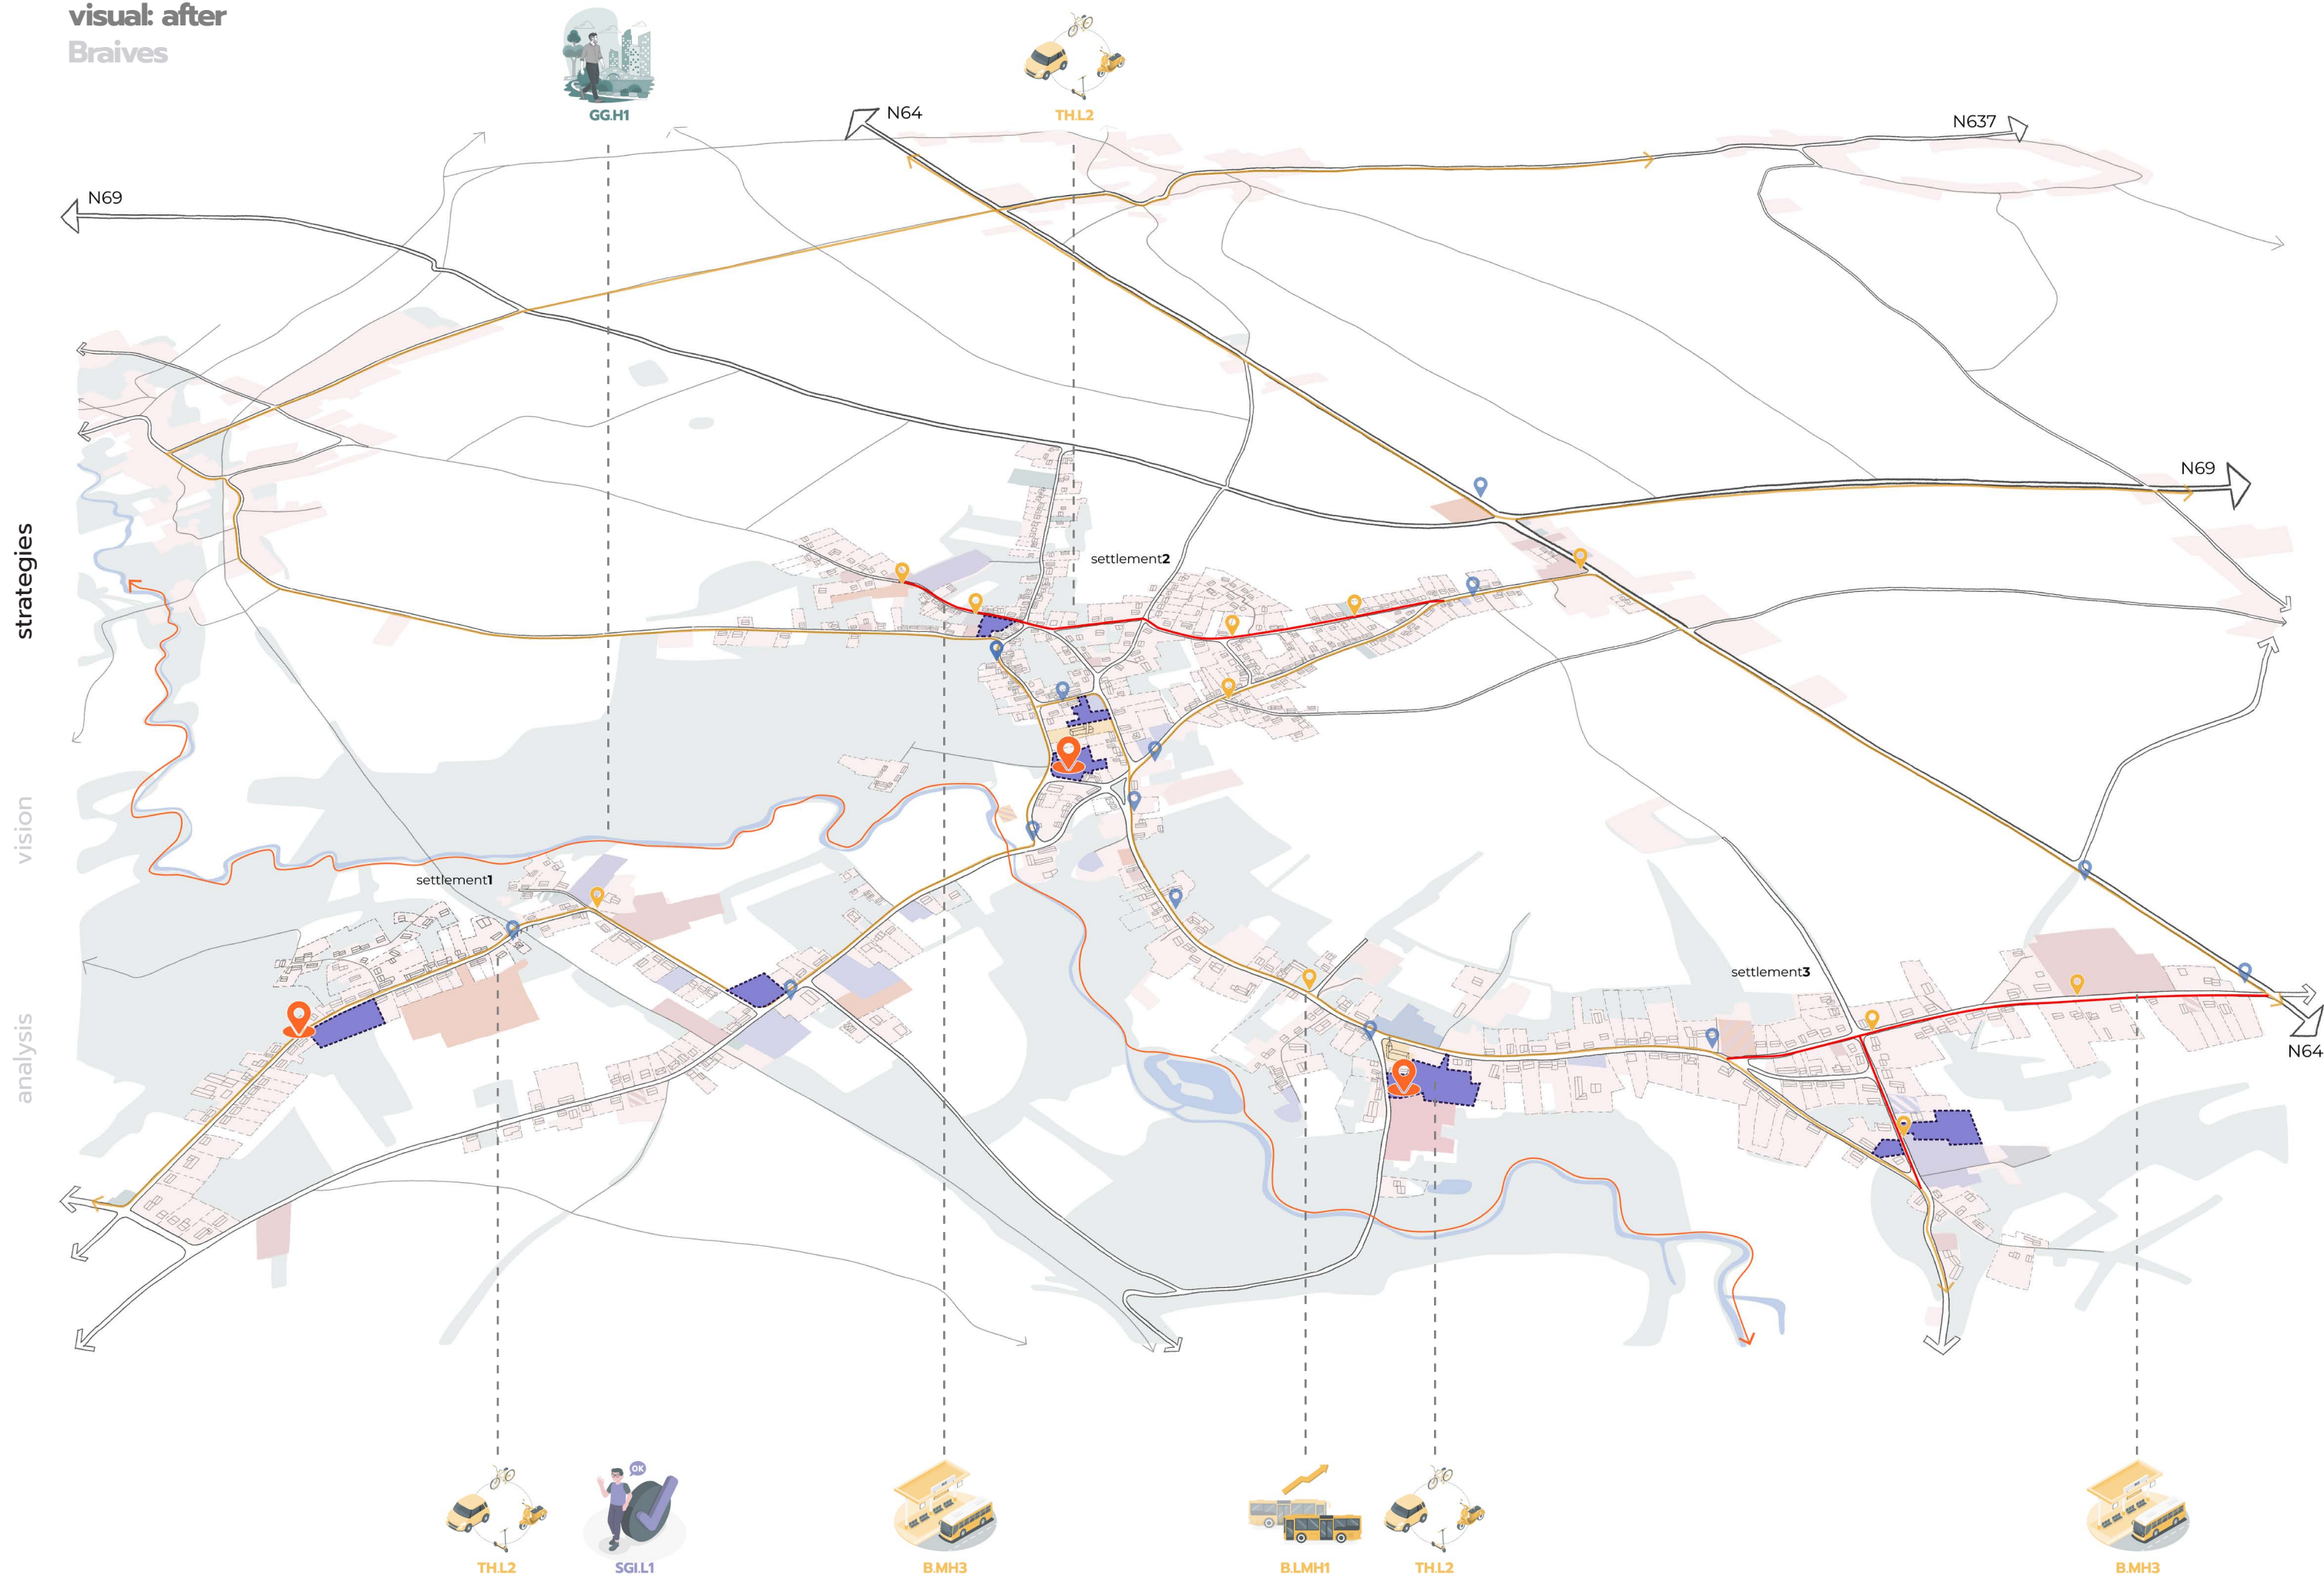 visual: after
Braives
GG.H1
TH.L2
N64
N637
N69
N69
strategies
settlement2
vision
settlement1
settlement3
analysis
N64
OK
TH.L2
SGI.L1
B.MH3
B.LMH1
TH.L2
B.MH3